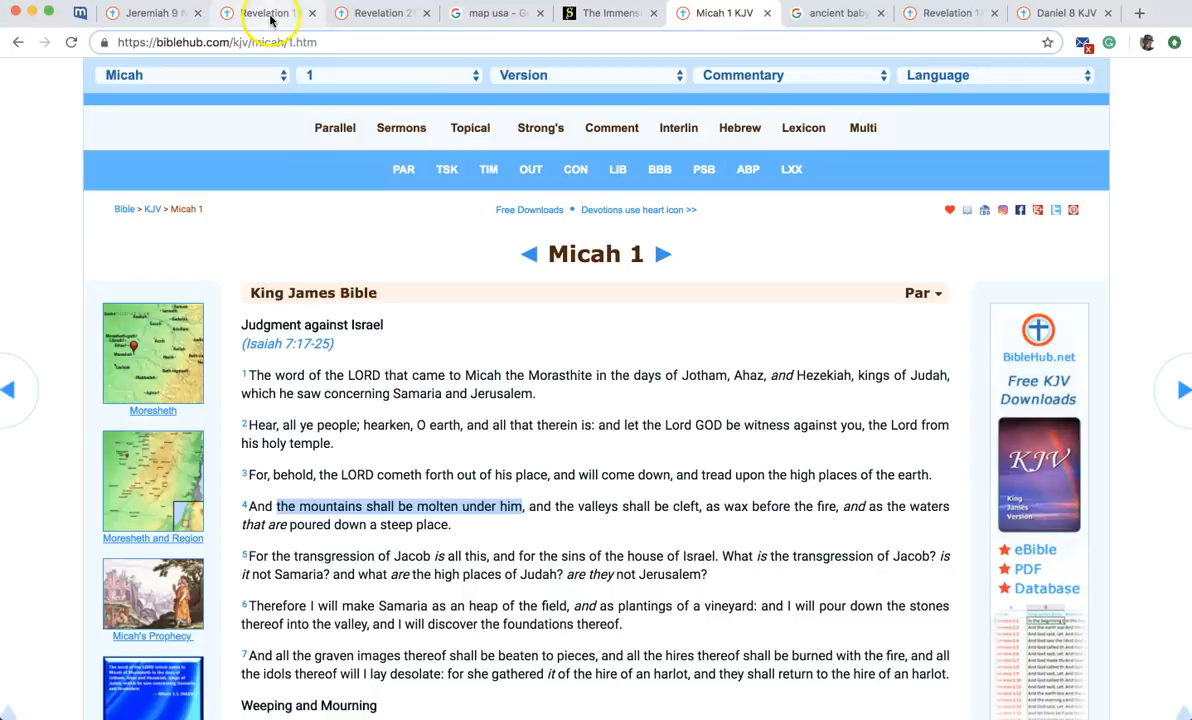 Jeremiah 9 Revelation 1 Revelation 2 map usa - G The Immens Micah 1 KJV ancient bab Revelation 1 Daniel 8 KJV
https://biblehub.com/kjv/micah/1.htm
Micah 1 Version Commentary Language
Parallel Sermons Topical Strong's Comment Interlin Hebrew Lexicon Multi
PAR TSK TIM OUT CON LIB BBB PSB ABP LXX
Bible > KJV > Micah 1 Free Downloads • Devotions use heart icon >>
◄ Micah 1 ►
King James Bible Par
Judgment against Israel
(Isaiah 7:17-25)
1The word of the LORD that came to Micah the Morasthite in the days of Jotham, Ahaz, and Hezekiah, kings of Judah,
which he saw concerning Samaria and Jerusalem.
2Hear, all ye people; hearken, O earth, and all that therein is: and let the Lord GOD be witness against you, the Lord from
his holy temple.
3For, behold, the LORD cometh forth out of his place, and will come down, and tread upon the high places of the earth.
4And the mountains shall be molten under him, and the valleys shall be cleft, as wax before the fire, and as the waters
that are poured down a steep place.
5For the transgression of Jacob is all this, and for the sins of the house of Israel. What is the transgression of Jacob? is
it not Samaria? and what are the high places of Judah? are they not Jerusalem?
6Therefore I will make Samaria as an heap of the field, and as plantings of a vineyard: and I will pour down the stones
thereof into the valley, and I will discover the foundations thereof.
7And all the graven images thereof shall be beaten to pieces, and all the hires thereof shall be burned with the fire, and all
the idols thereof will I lay desolate: for she gathered it of the hire of an harlot, and they shall return to the hire of an harlot.
Weeping and Mourning
Moresheth
Moresheth and Region
Micah's Prophecy
BibleHub.net
Free KJV
Downloads
KJV
King
James
Version
eBible
PDF
Database